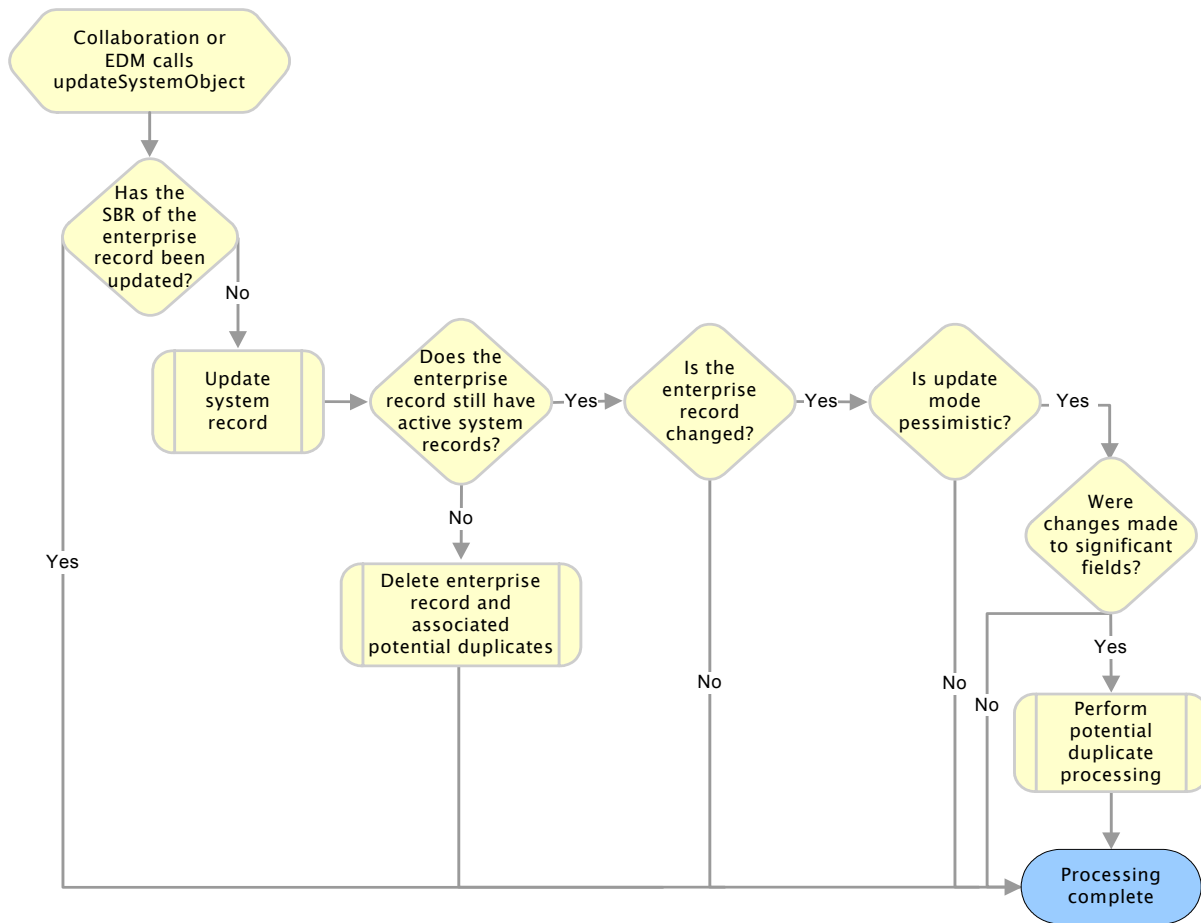 Collaboration or
EDM calls
updateSystemObject
Has the
SBR of the
enterprise
record been
updated?
No
Yes
Update
system
record
Does the
enterprise
record still have
active system
records?
Yes
No
Delete enterprise
record and
associated
potential duplicates
Is the
enterprise
record
changed?
Yes
No
Is update
mode
pessimistic?
Yes
No
Were
changes made
to significant
fields?
Yes
No
Perform
potential
duplicate
processing
Processing
complete